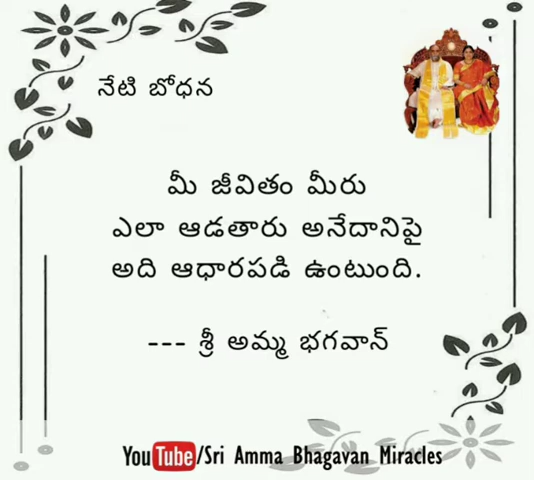 నేటి బోధన
మీ జీవితం మీరు
ఎలా ఆడతారు అనేదానిపై
అది ఆధారపడి ఉంటుంది.
--- శ్రీ అమ్మ భగవాన్
YouTube/Sri Amma Bhagavan Miracles